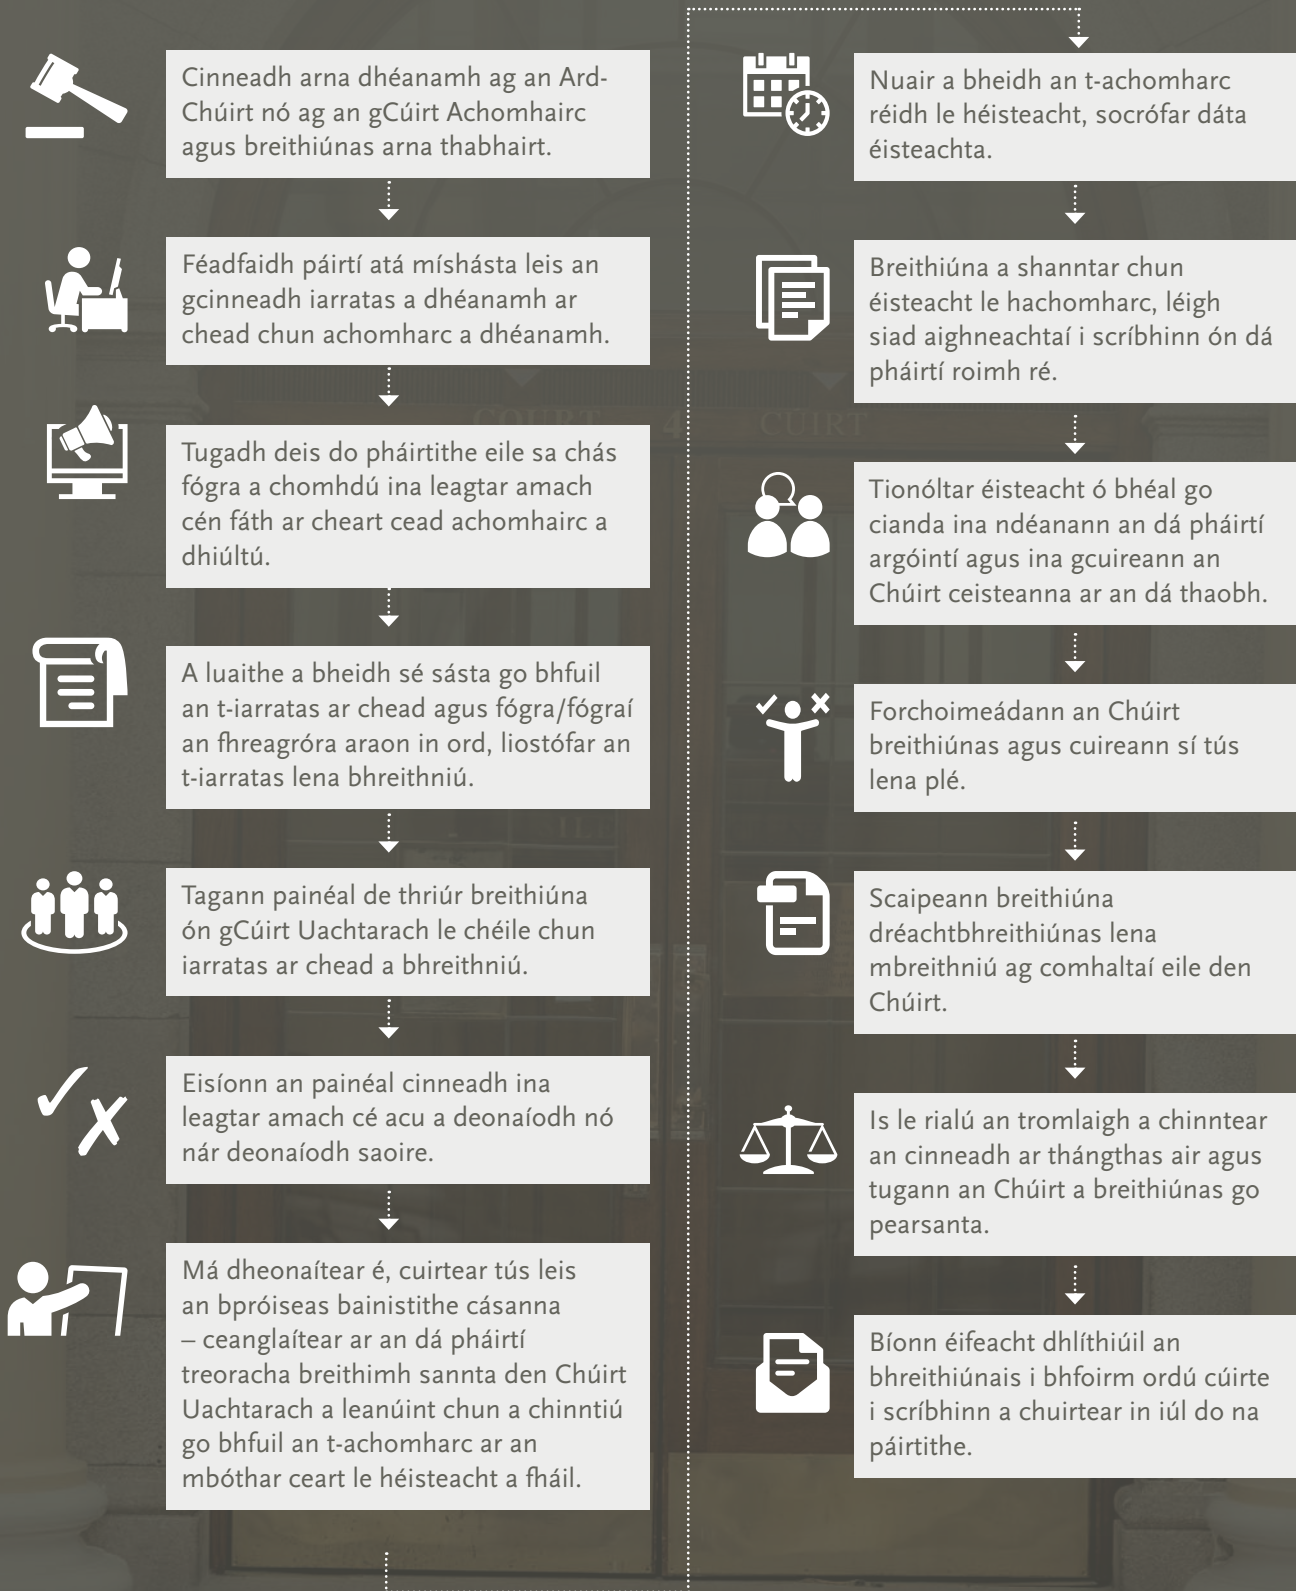 Cinneadh arna dhéanamh ag an Ard-
Chúirt nó ag an gCúirt Achomhairc
agus breithiúnas arna thabhairt.
Féadfaidh páirtí atá míshásta leis an
gcinneadh iarratas a dhéanamh ar
chead chun achomharc a dhéanamh.
Tugadh deis do pháirtithe eile sa chás
fógra a chomhdú ina leagtar amach
cén fáth ar cheart cead achomhairc a
dhiúltú.
A luaithe a bheidh sé sásta go bhfuil
an t-iarratas ar chead agus fógra/fógraí
an fhreagróra araon in ord, liostófar an
t-iarratas lena bhreithniú.
Tagann painéal de thriúr breithiúna
ón gCúirt Uachtarach le chéile chun
iarratas ar chead a bhreithniú.
Eisíonn an painéal cinneadh ina
leagtar amach cé acu a deonaíodh nó
nár deonaíodh saoire.
Má dheonaítear é, cuirtear tús leis
an bpróiseas bainistithe cásanna
– ceanglaítear ar an dá pháirtí
treoracha breithimh sannta den Chúirt
Uachtarach a leanúint chun a chinntiú
go bhfuil an t-achomharc ar an
mbóthar ceart le héisteacht a fháil.
Nuair a bheidh an t-achomharc
réidh le héisteacht, socrófar dáta
éisteachta.
Breithiúna a shanntar chun
éisteacht le hachomharc, léigh
siad aighneachtaí i scríbhinn ón dá
pháirtí roimh ré.
Tionóltar éisteacht ó bhéal go
cianda ina ndéanann an dá pháirtí
argóintí agus ina gcuireann an
Chúirt ceisteanna ar an dá thaobh.
Forchoimeádann an Chúirt
breithiúnas agus cuireann sí tús
lena plé.
Scaipeann breithiúna
dréachtbhreithiúnas lena
mbreithniú ag comhaltaí eile den
Chúirt.
Is le rialú an tromlaigh a chinntear
an cinneadh ar thángthas air agus
tugann an Chúirt a breithiúnas go
pearsanta.
Bíonn éifeacht dhlíthiúil an
bhreithiúnais i bhfoirm ordú cúirte
i scríbhinn a chuirtear in iúl do na
páirtithe.
COURT 4 CÚIRT